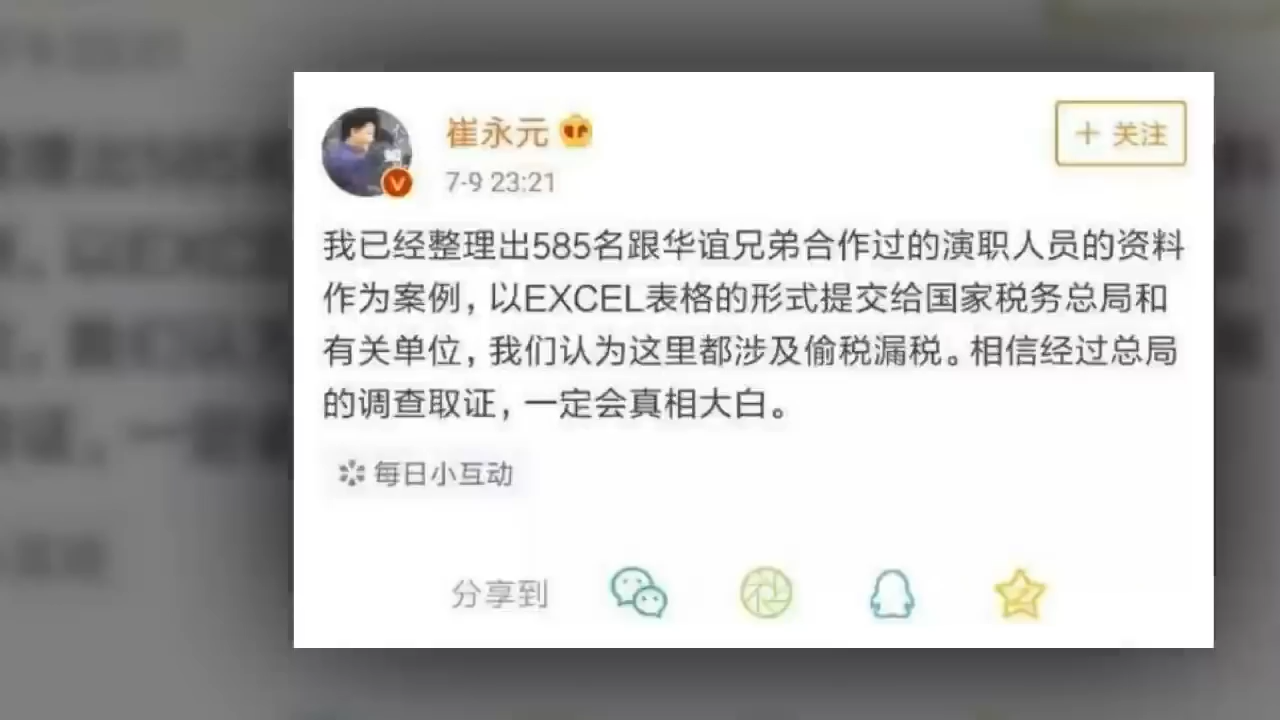 崔永元
+ 关注
7-9 23:21
我已经整理出585名跟华谊兄弟合作过的演职人员的资料
作为案例，以EXCEL表格的形式提交给国家税务总局和
有关单位，我们认为这里都涉及偷税漏税。相信经过总局
的调查取证，一定会真相大白。
每日小互动
分享到